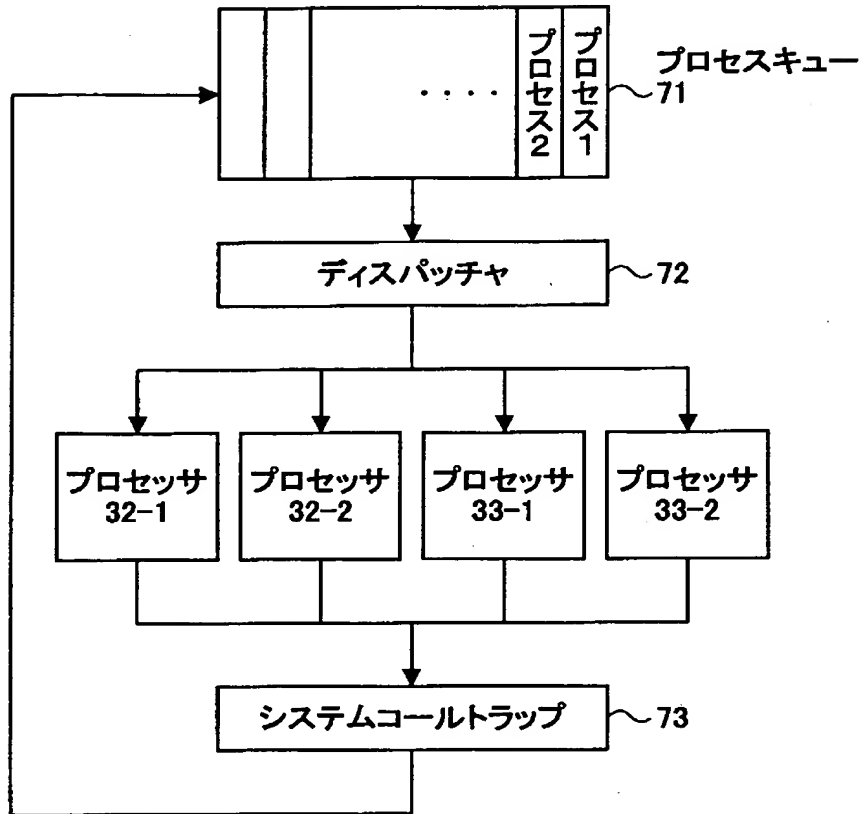 プロセスキュー
71
プロセス1
プロセス2
・・・・
ディスパッチャ
72
プロセッサ
32-1
プロセッサ
32-2
プロセッサ
33-1
プロセッサ
33-2
システムコールトラップ
73